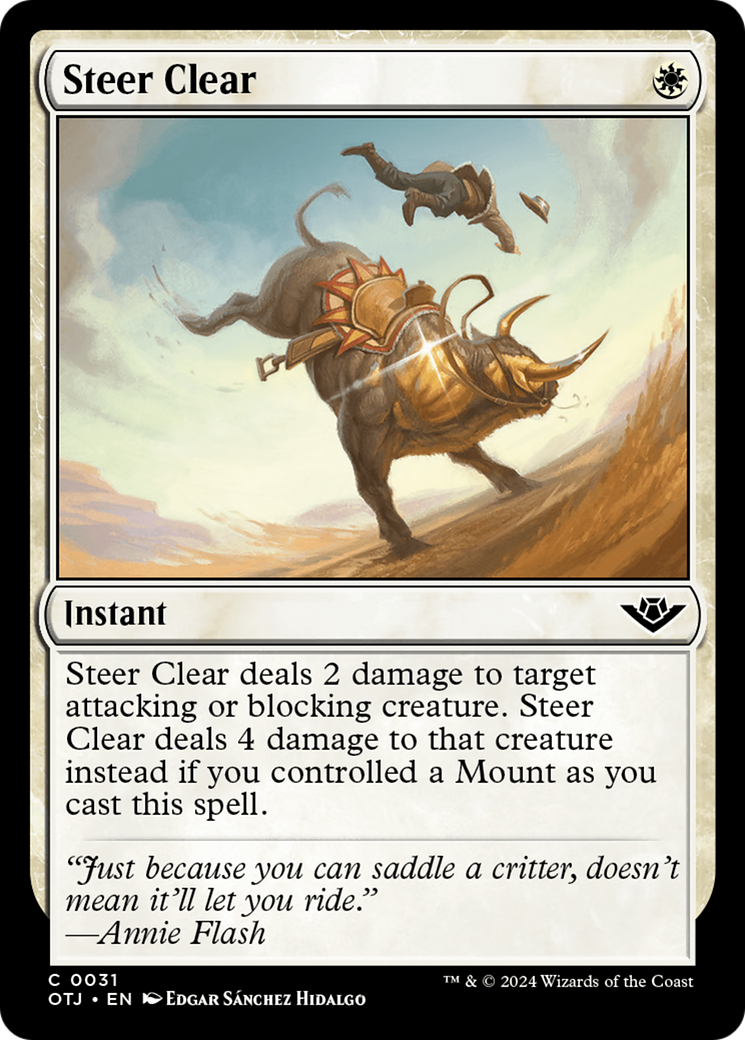 Steer Clear
Instant
Steer Clear deals 2 damage to target
attacking or blocking creature. Steer
Clear deals 4 damage to that creature
instead if you controlled a Mount as you
cast this spell.
“Just because you can saddle a critter, doesn’t
mean it’ll let you ride.”
—Annie Flash
C 0031
™ & © 2024 Wizards of the Coast
OTJ • EN Edgar Sánchez Hidalgo